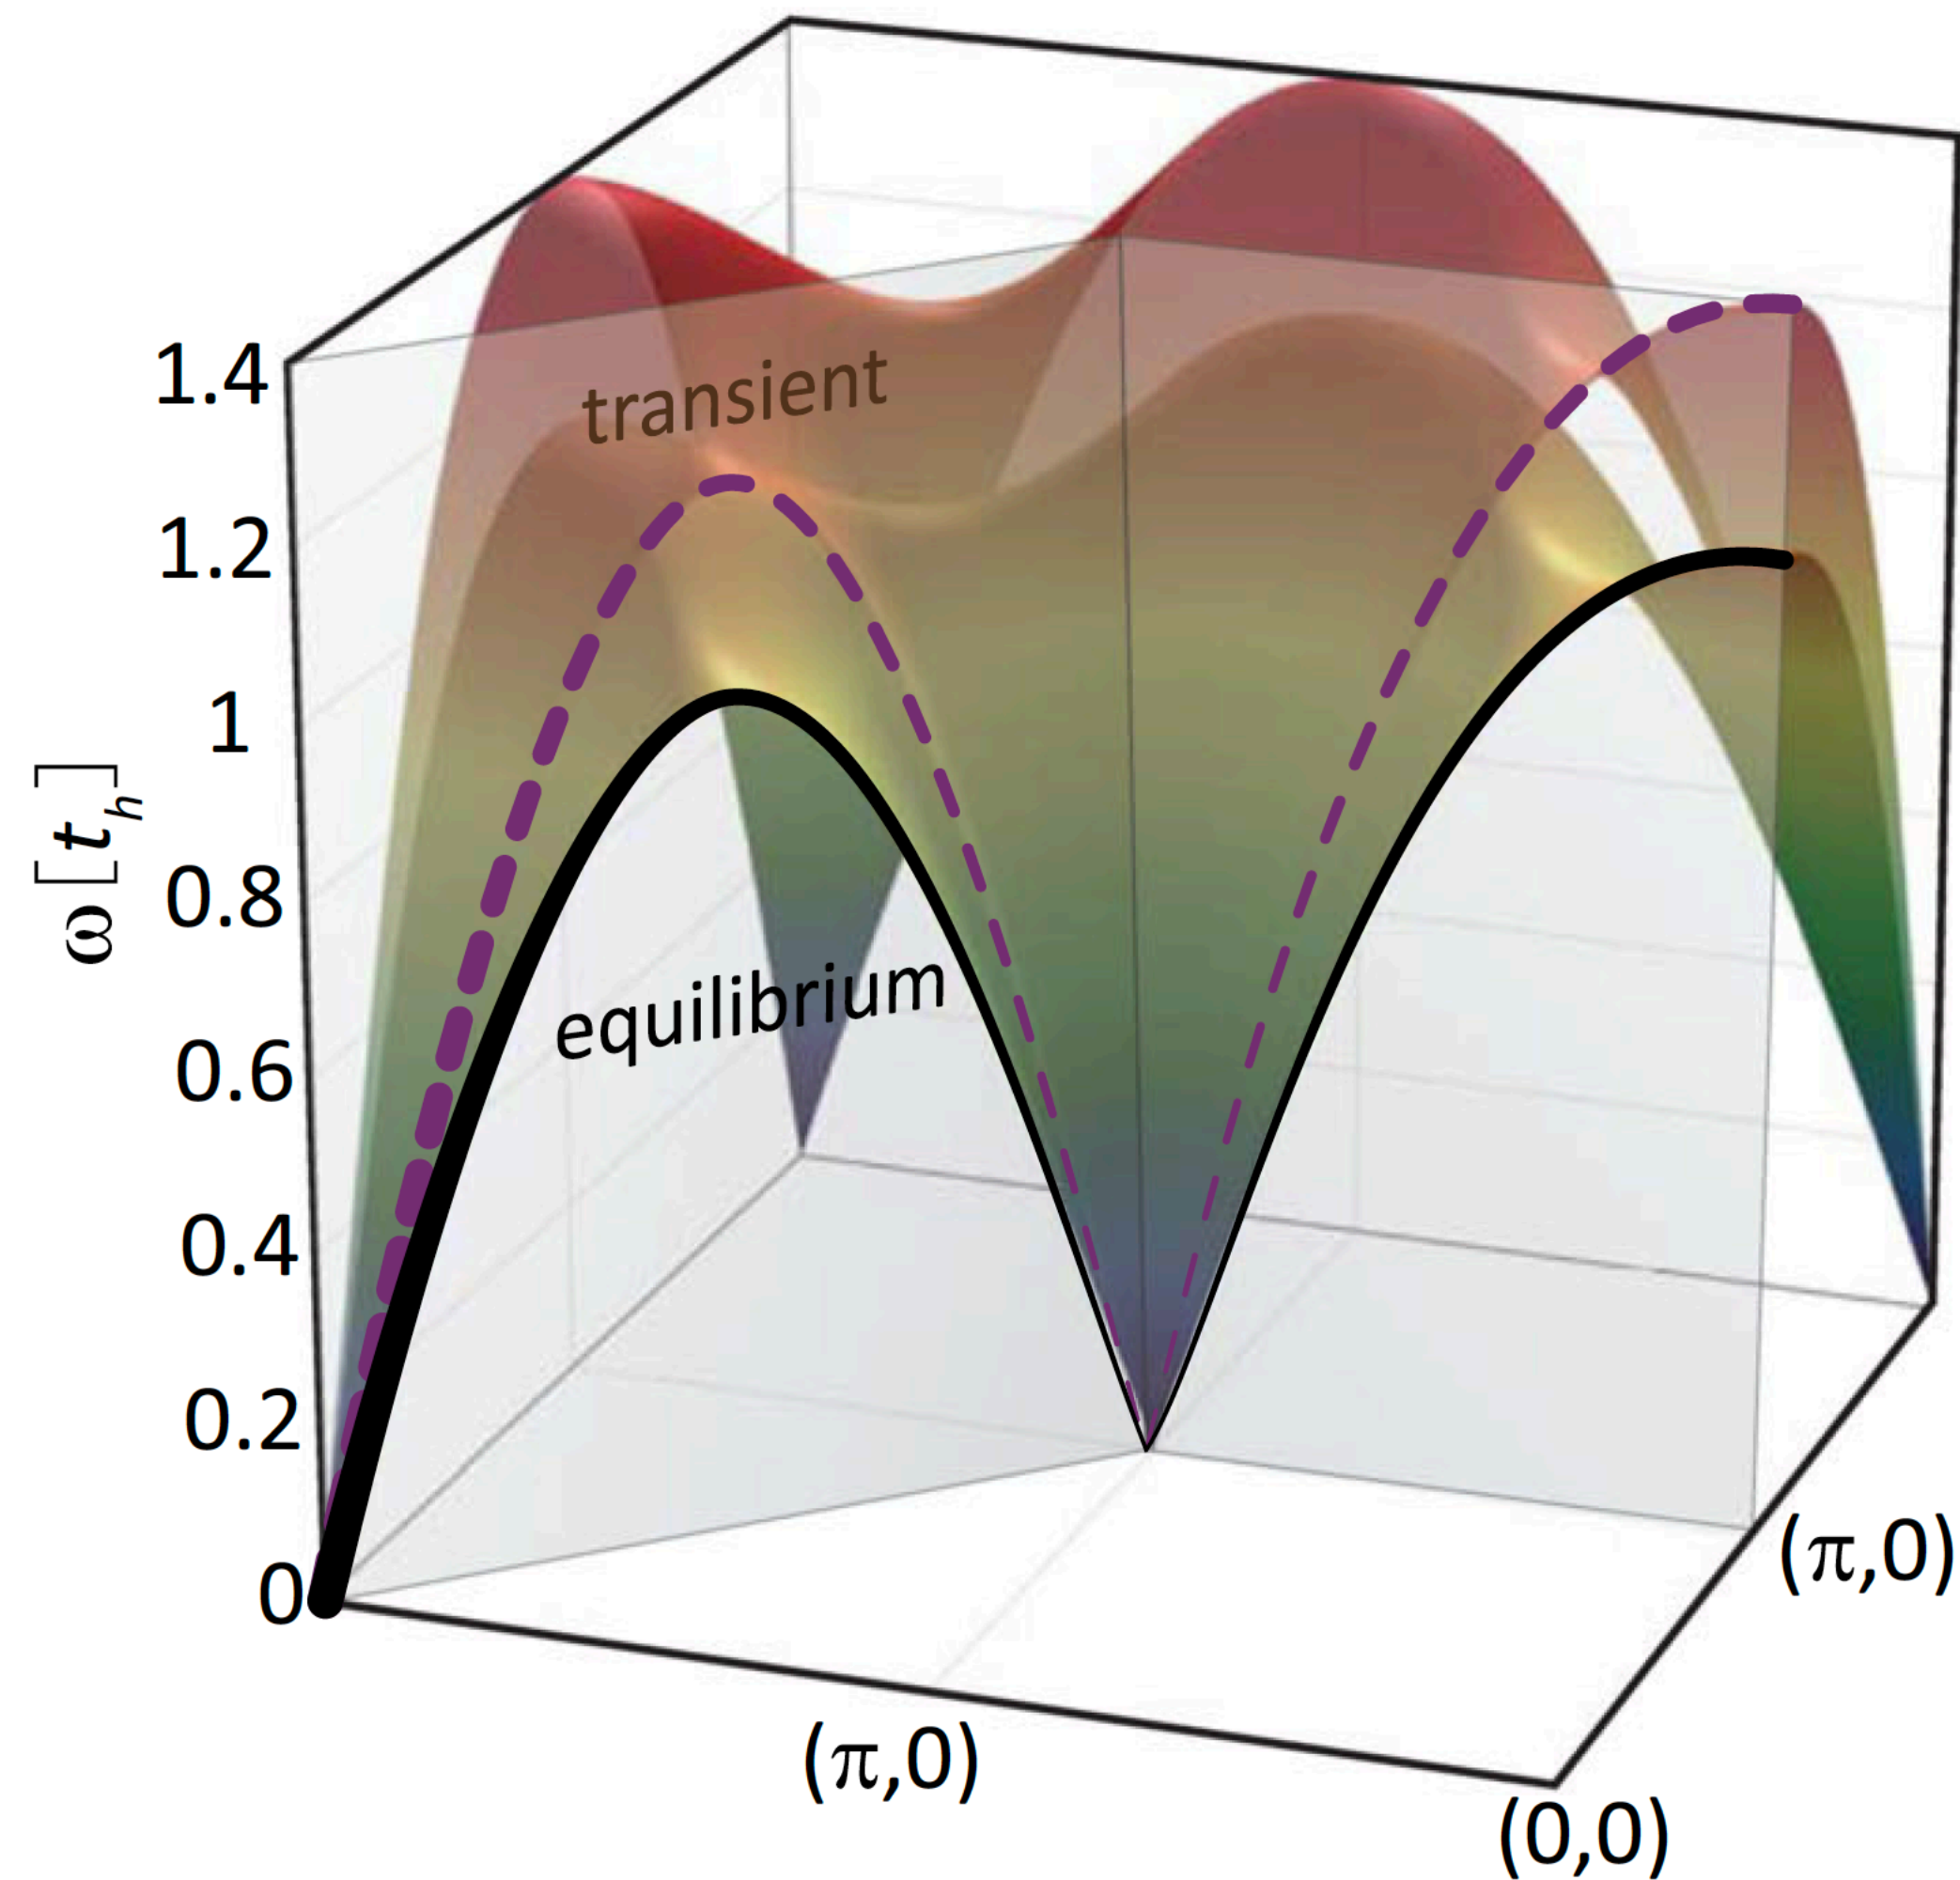 1.4
1.2
1
0.8
0.6
0.4
0.2
0
ω[t_h]
transient
equilibrium
(π,0)
(0,0)
(π,0)